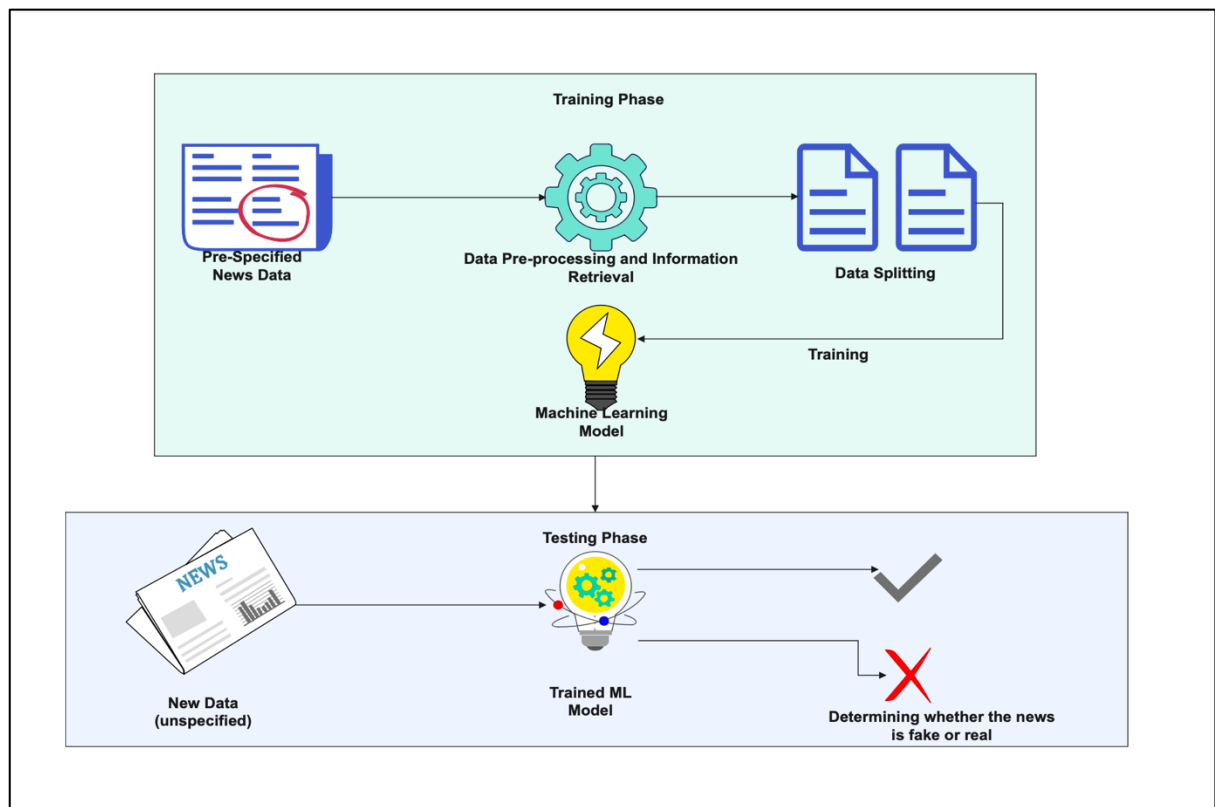 Training Phase
Pre-Specified
News Data
Data Pre-processing and Information
Retrieval
Data Splitting
Training
Machine Learning
Model
Testing Phase
NEWS
New Data
(unspecified)
Trained ML
Model
Determining whether the news
is fake or real